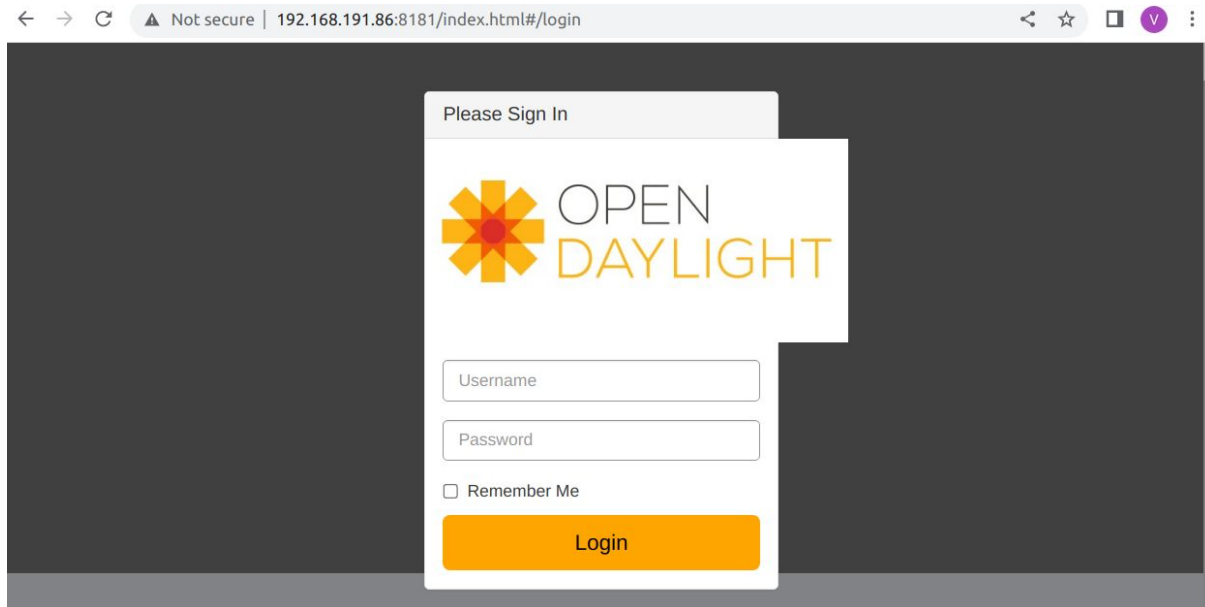 Not secure | 192.168.191.86:8181/index.html#/login
V
Please Sign In
OPEN
DAYLIGHT
Username
Password
Remember Me
Login